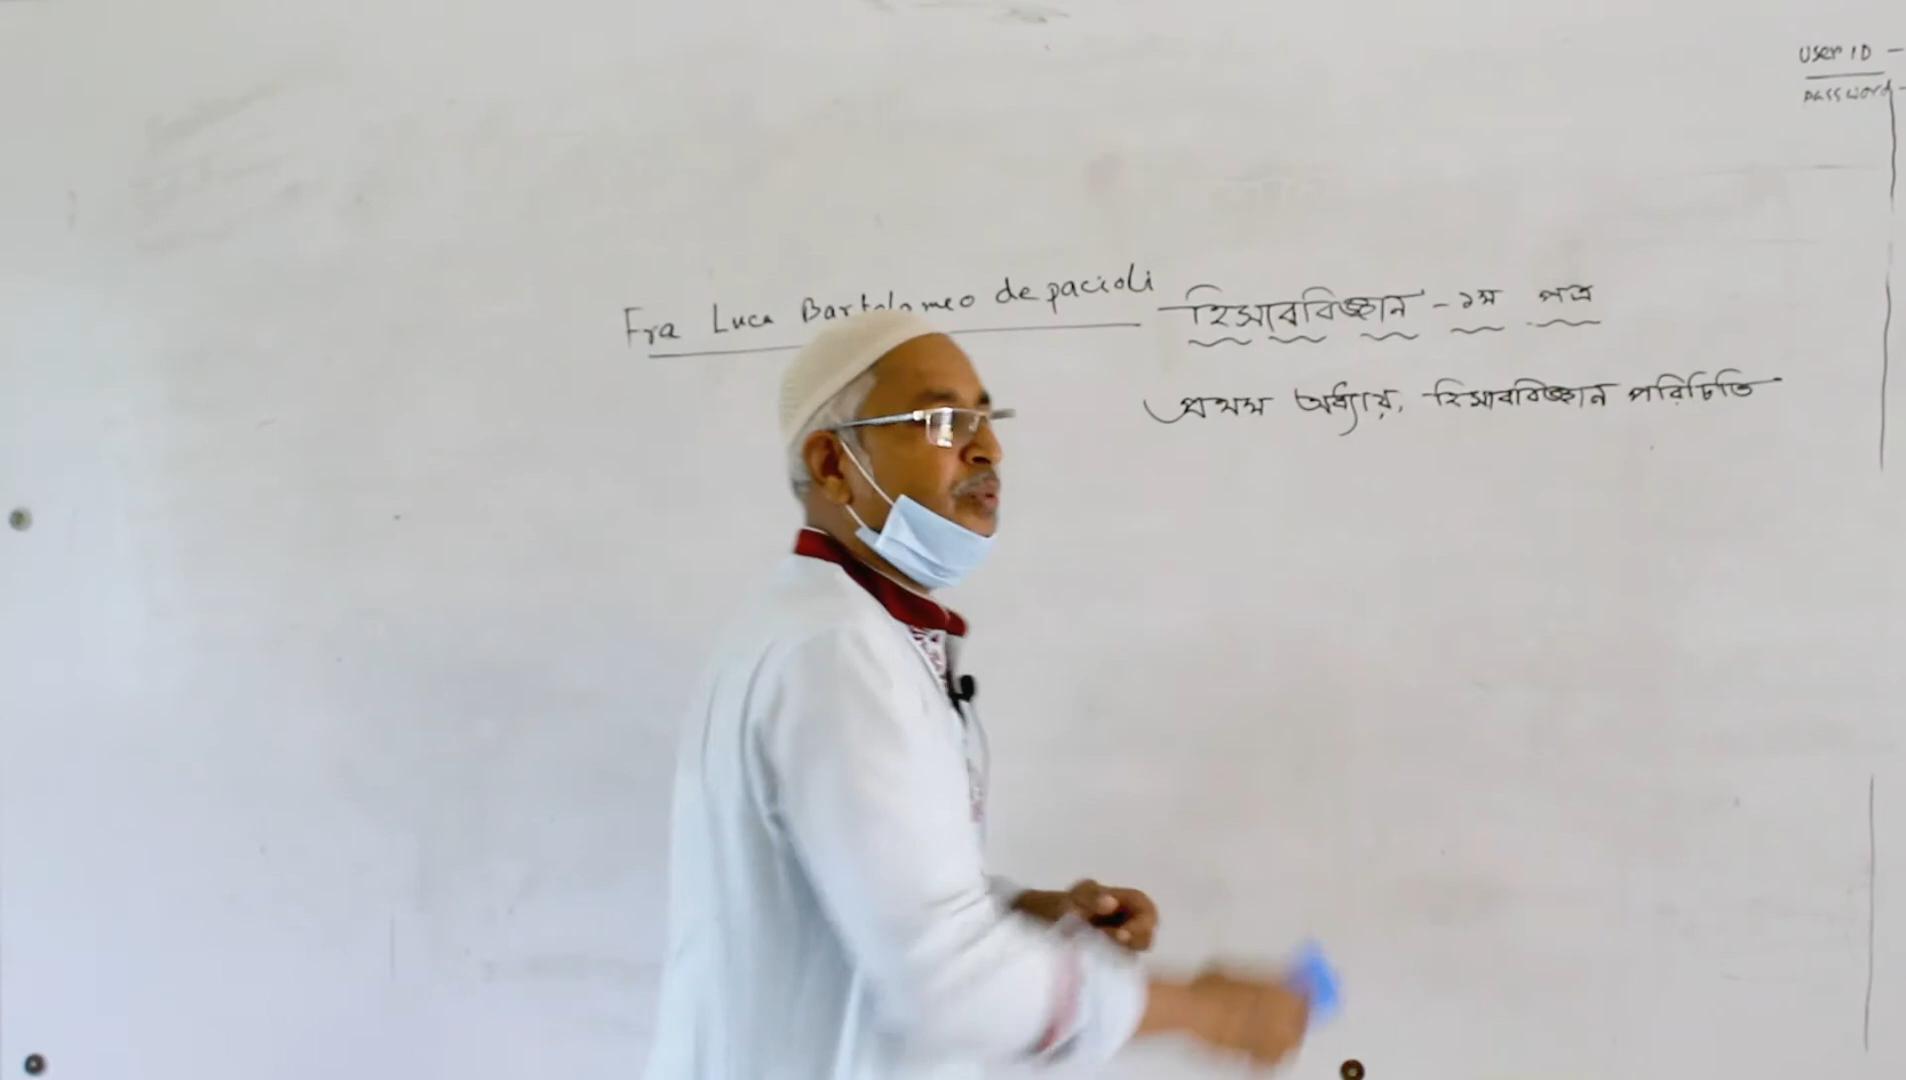 User ID -
password -
Fra Luca Bartolomeo de pacioli
হিসাববিজ্ঞান - ১ম পত্র
প্রথম অধ্যায়, হিসাববিজ্ঞান পরিচিতি